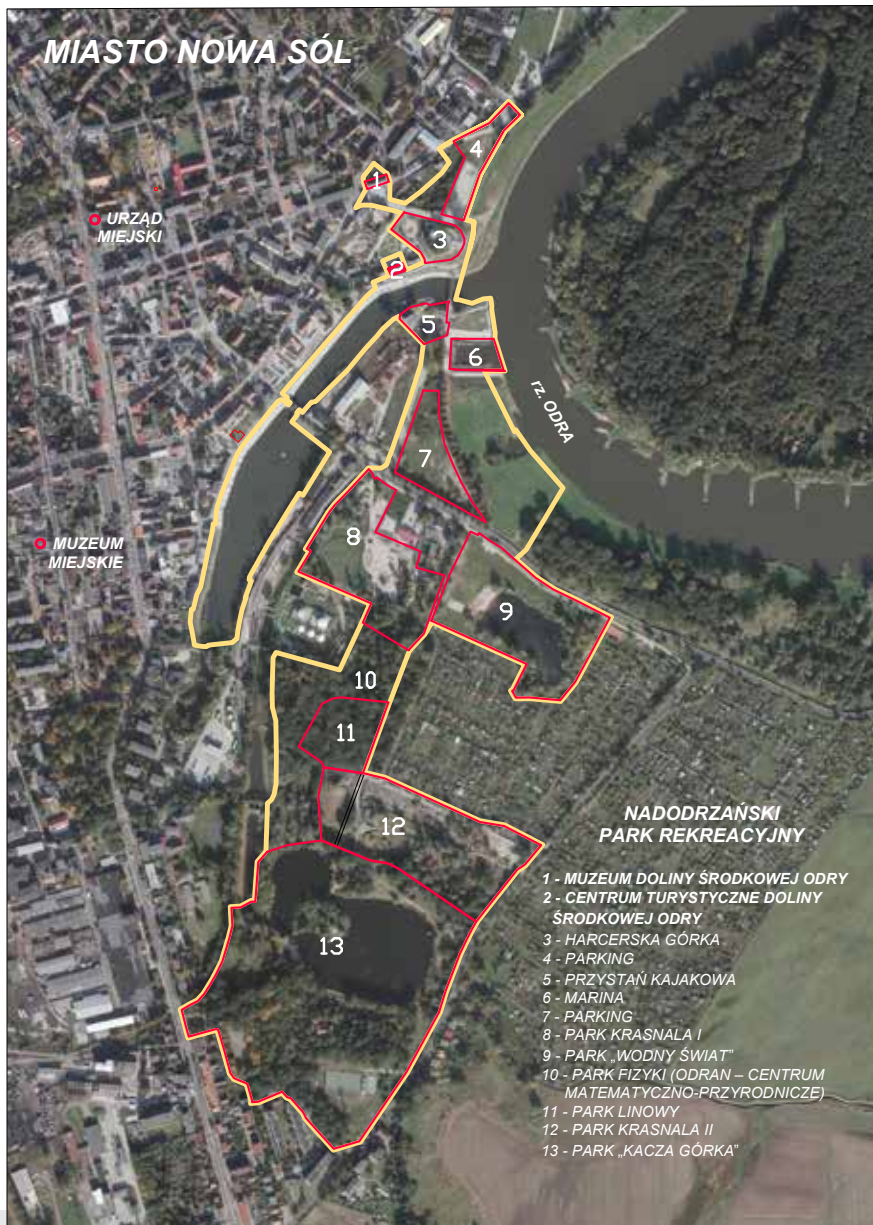 MIASTO NOWA SÓL
4
1
URZĄD
MIEJSKI
3
2
5
6
rz. ODRA
7
8
MUZEUM
MIEJSKIE
9
10
11
12
13
NADODRZAŃSKI
PARK REKREACYJNY
1 - MUZEUM DOLINY ŚRODKOWEJ ODRY
2 - CENTRUM TURYSTYCZNE DOLINY
ŚRODKOWEJ ODRY
3 - HARCERSKA GÓRKA
4 - PARKING
5 - PRZYSTAŃ KAJAKOWA
6 - MARINA
7 - PARKING
8 - PARK KRASNALA I
9 - PARK „WODNY ŚWIAT”
10 - PARK FIZYKI (ODRAN – CENTRUM
MATEMATYCZNO-PRZYRODNICZE)
11 - PARK LINOWY
12 - PARK KRASNALA II
13 - PARK „KACZA GÓRKA”